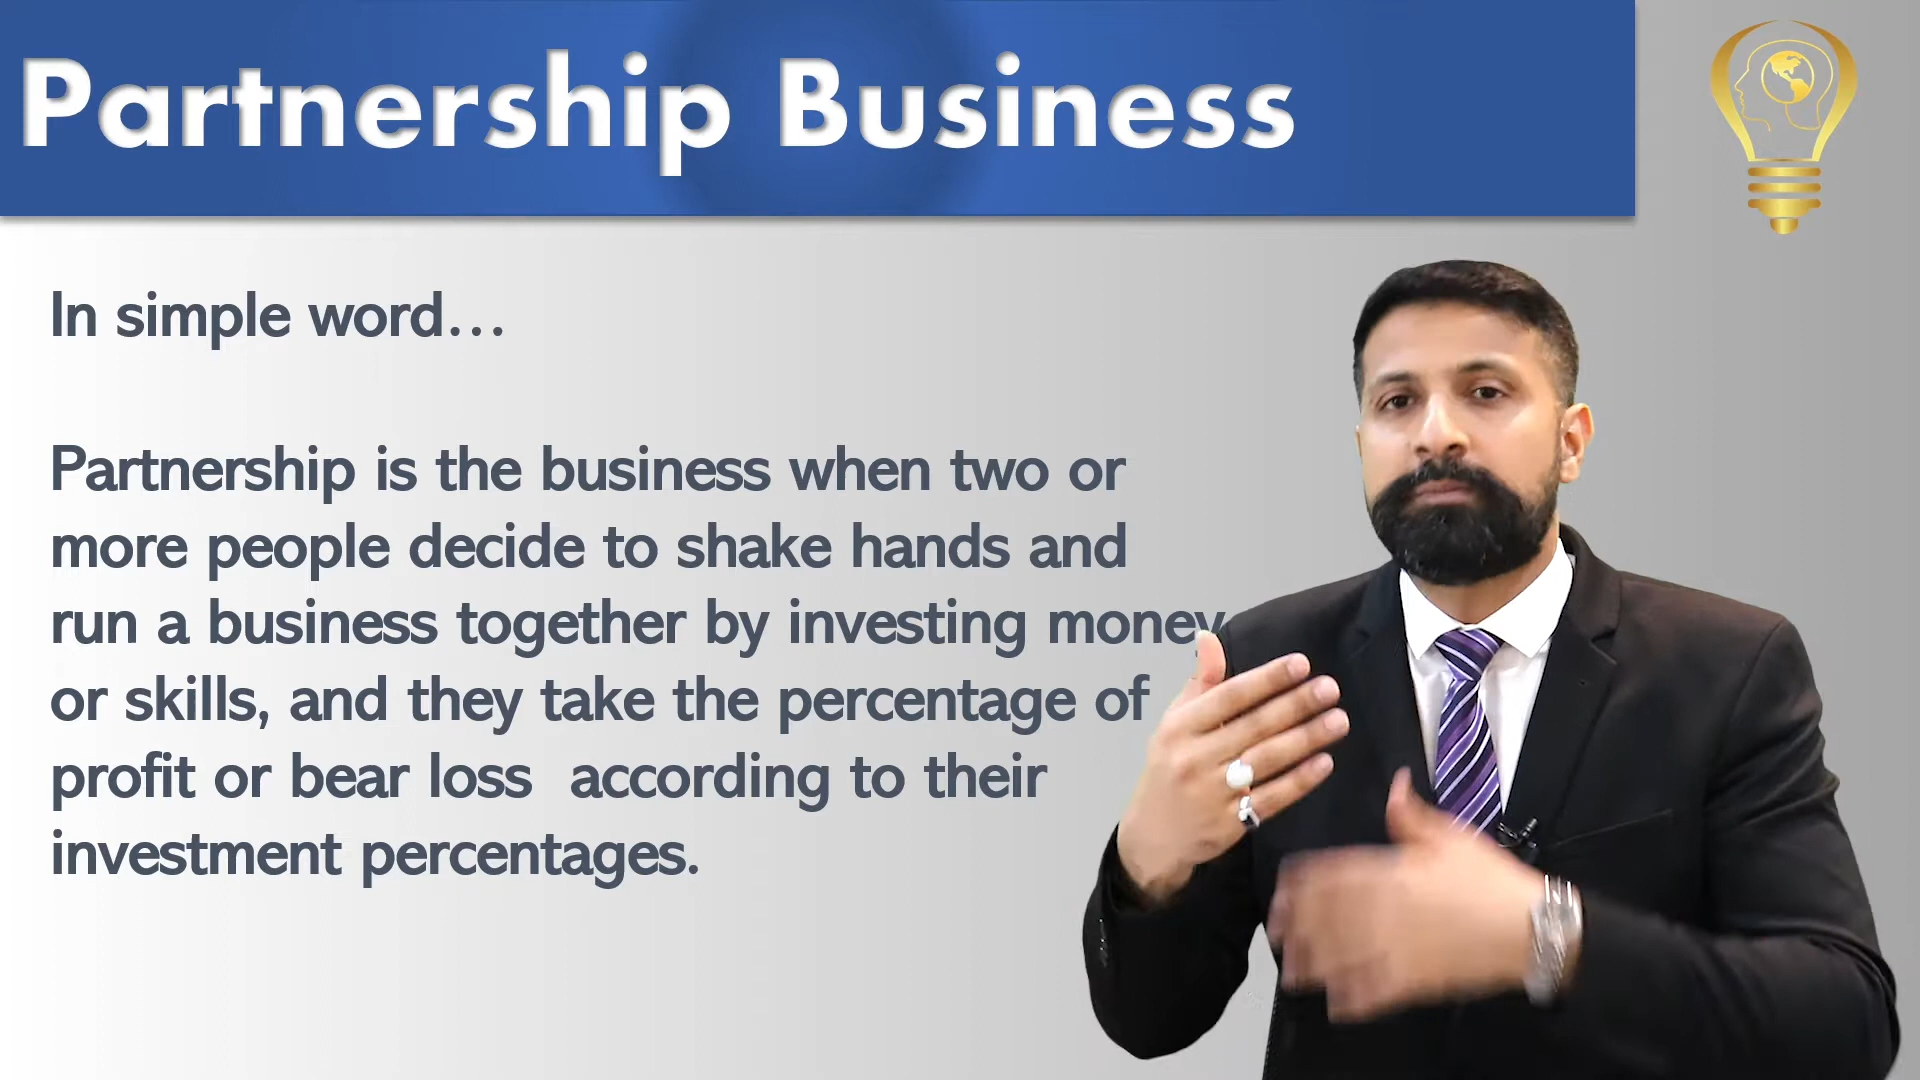 Partnership Business
In simple word...
Partnership is the business when two or
more people decide to shake hands and
run a business together by investing money
or skills, and they take the percentage of
profit or bear loss  according to their
investment percentages.